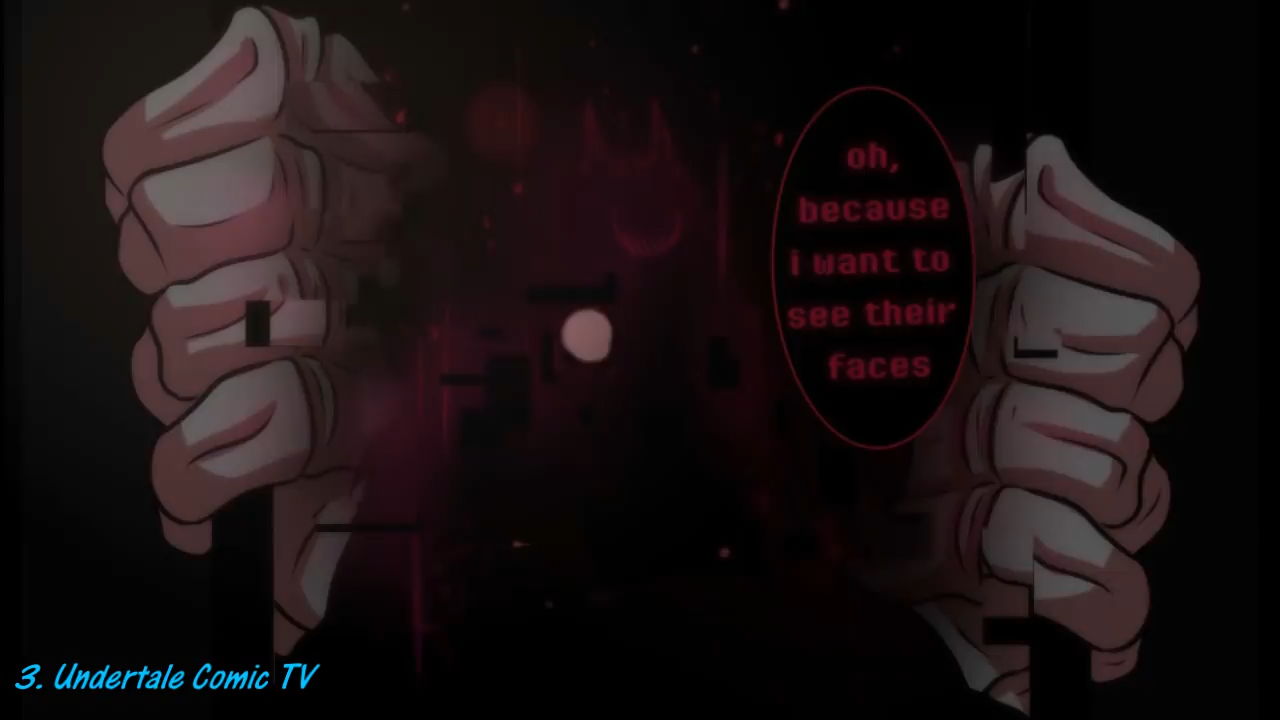 oh,
because
i want to
see their
faces
3. Undertale Comic TV